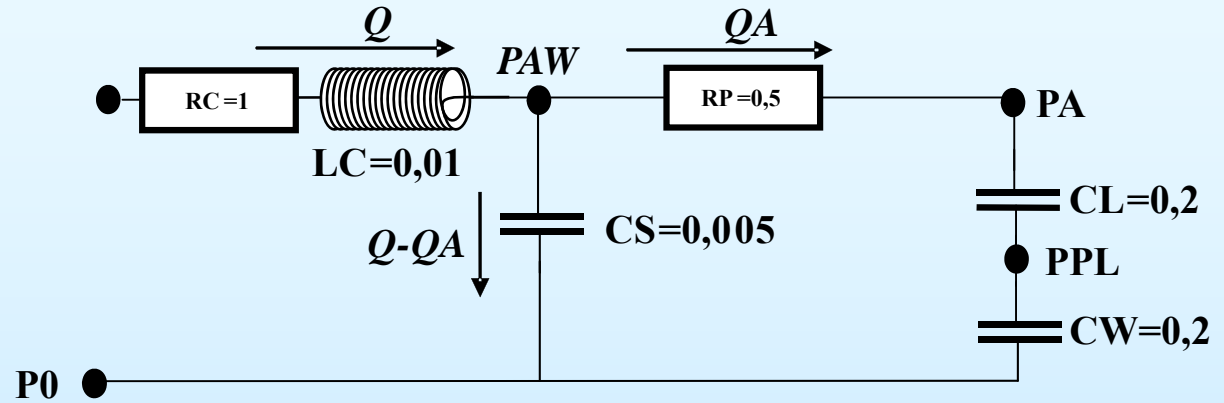 Q
QA
PAW
RC=1
RP=0,5
PA
LC=0,01
CL=0,2
Q-QA
CS=0,005
PPL
CW=0,2
P0